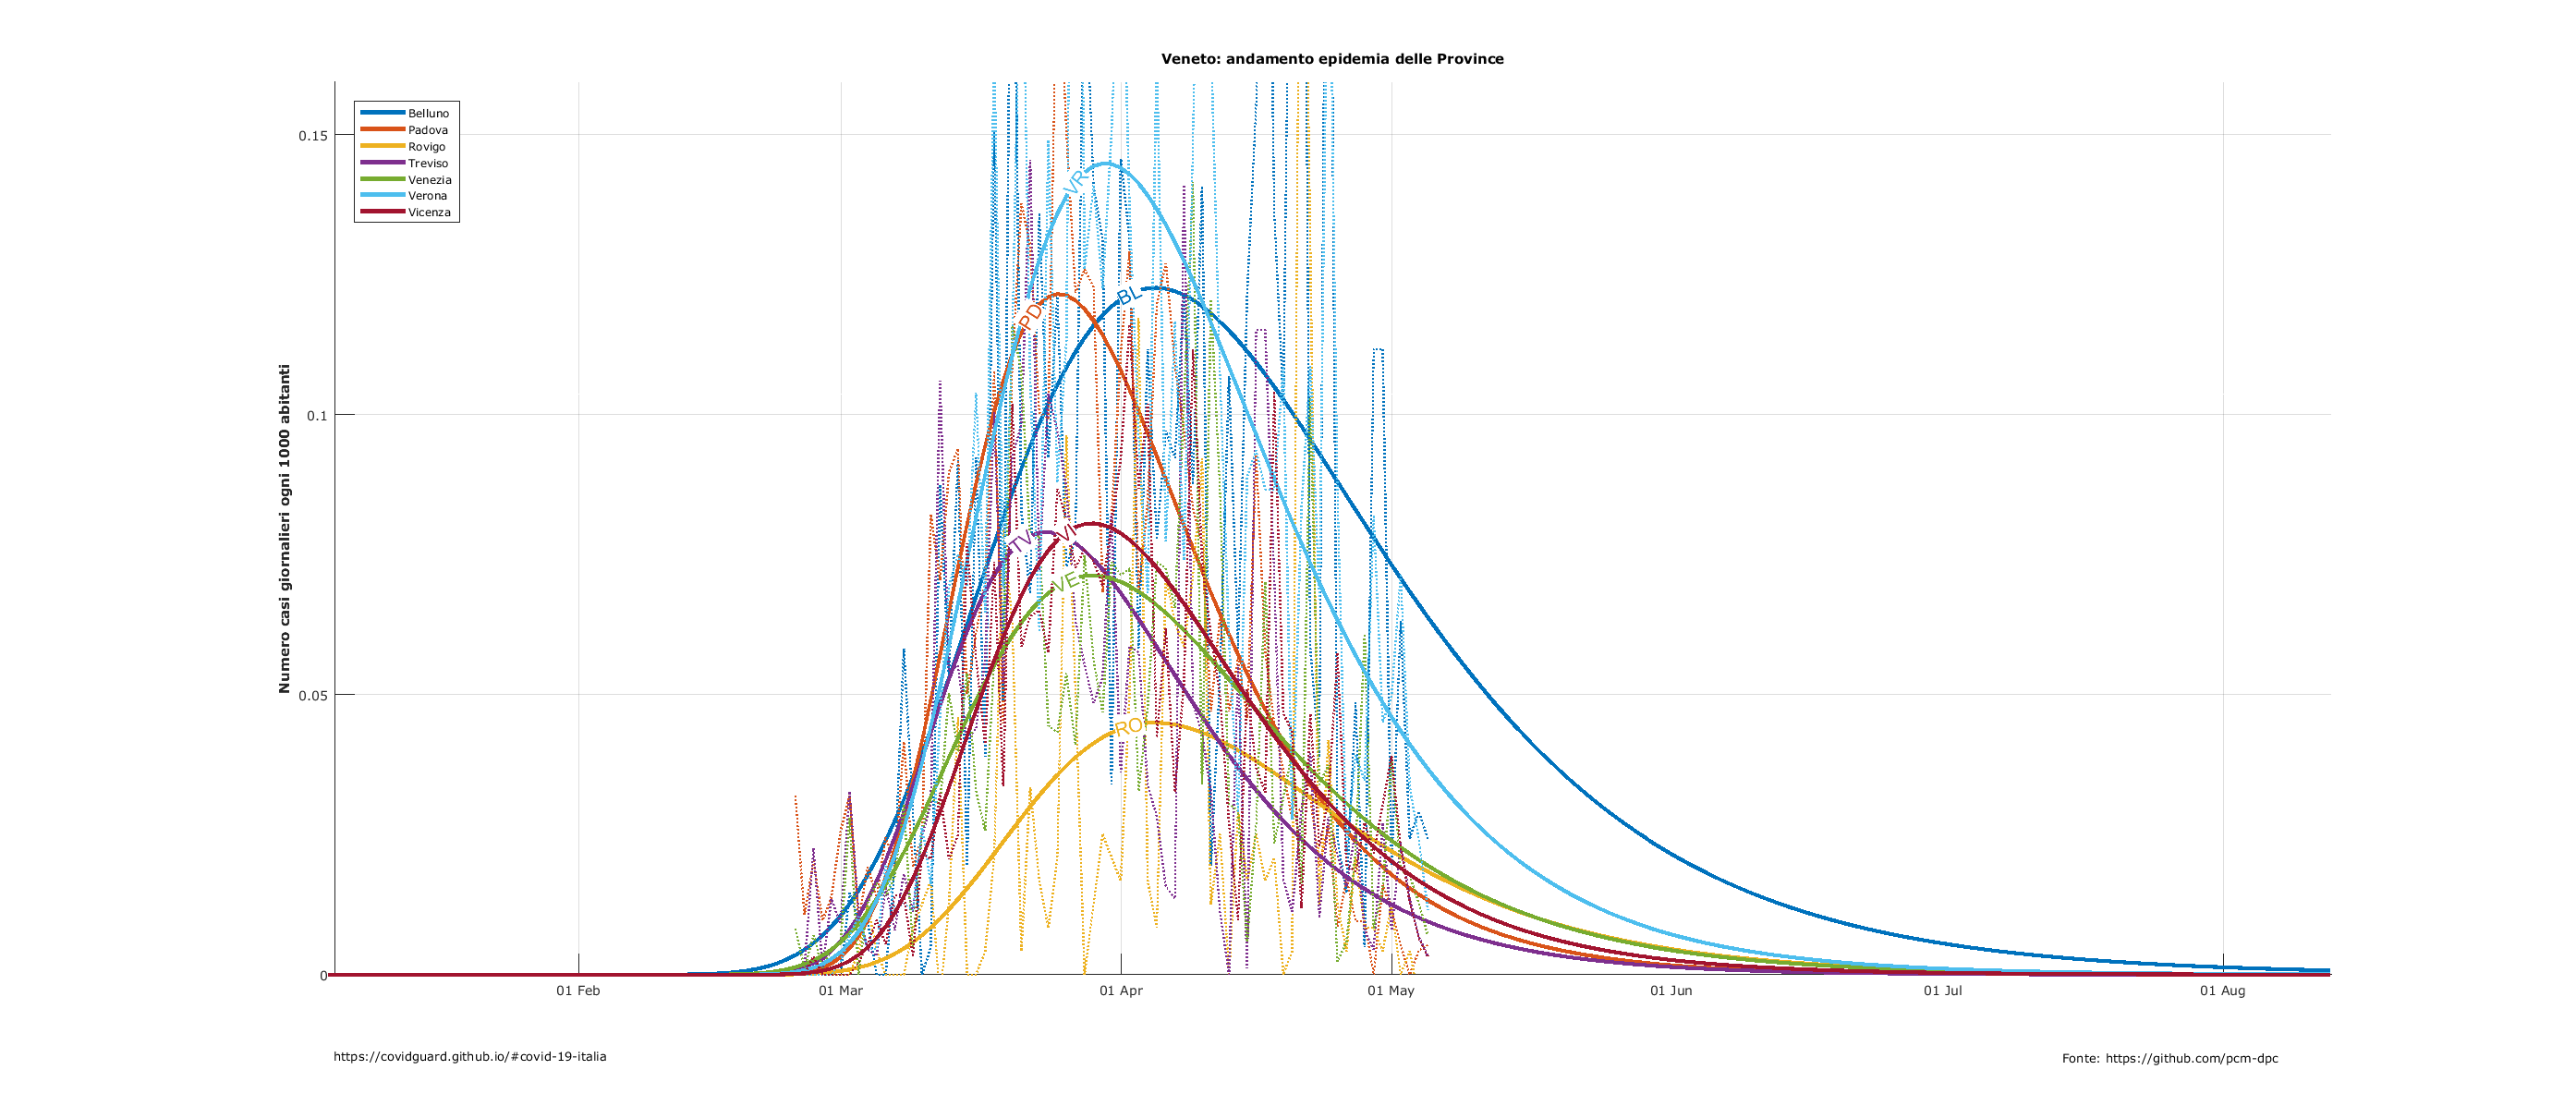 Veneto: andamento epidemia delle Province
Numero casi giornalieri ogni 1000 abitanti
0.15
0.1
0.05
0
Belluno
Padova
Rovigo
Treviso
Venezia
Verona
Vicenza
VR
BL
PD
TV
VI
VE
RO
01 Feb
01 Mar
01 Apr
01 May
01 Jun
01 Jul
01 Aug
https://covidguard.github.io/#covid-19-italia
Fonte: https://github.com/pcm-dpc